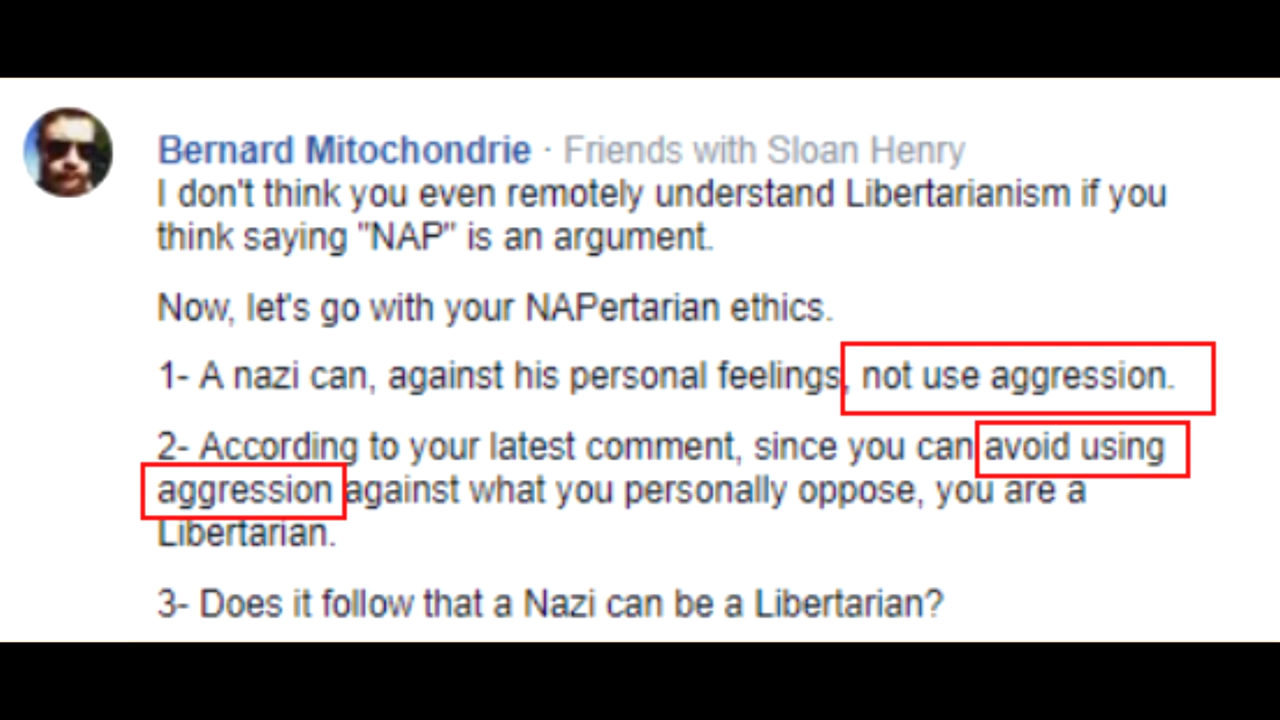 Bernard Mitochondrie · Friends with Sloan Henry
I don't think you even remotely understand Libertarianism if you
think saying "NAP" is an argument.
Now, let's go with your NAPertarian ethics.
1- A nazi can, against his personal feelings, not use aggression.
2- According to your latest comment, since you can avoid using
aggression against what you personally oppose, you are a
Libertarian.
3- Does it follow that a Nazi can be a Libertarian?